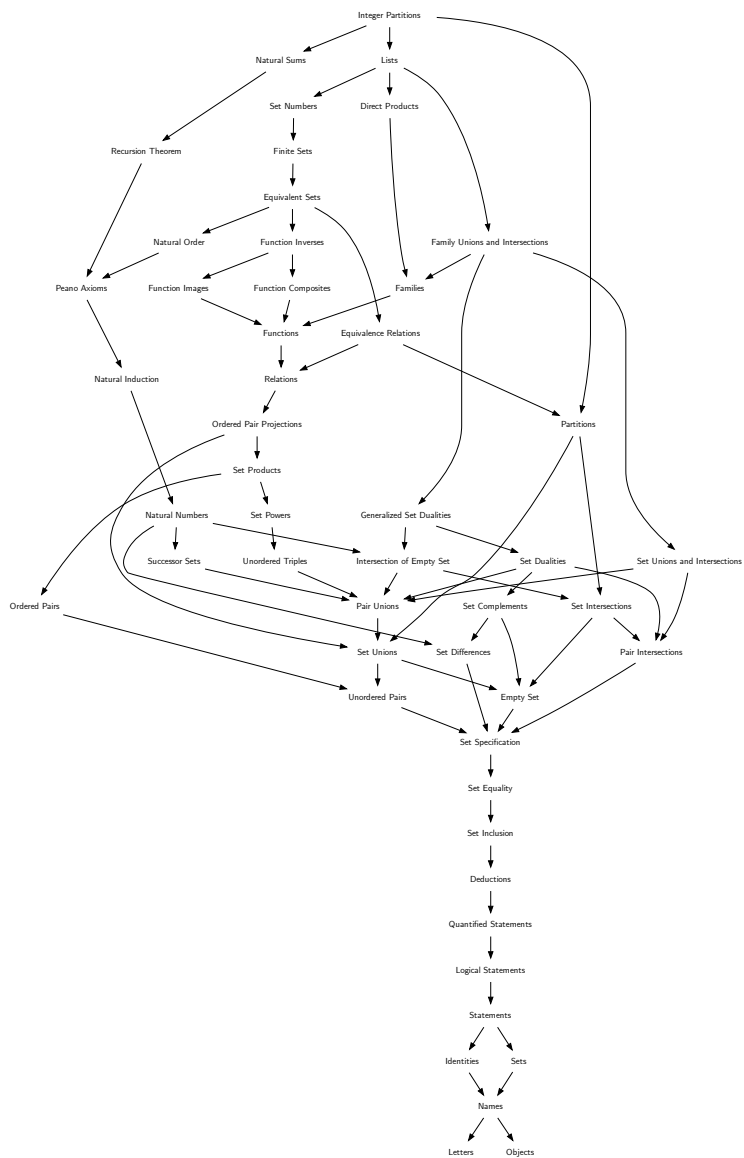 Integer Partitions
Natural Sums
Lists
Set Numbers
Direct Products
Recursion Theorem
Finite Sets
Equivalent Sets
Natural Order
Function Inverses
Family Unions and Intersections
Peano Axioms
Function Images
Function Composites
Families
Functions
Equivalence Relations
Natural Induction
Relations
Ordered Pair Projections
Partitions
Set Products
Natural Numbers
Set Powers
Generalized Set Dualities
Successor Sets
Unordered Triples
Intersection of Empty Set
Set Dualities
Set Unions and Intersections
Ordered Pairs
Pair Unions
Set Complements
Set Intersections
Set Unions
Set Differences
Pair Intersections
Unordered Pairs
Empty Set
Set Specification
Set Equality
Set Inclusion
Deductions
Quantified Statements
Logical Statements
Statements
Identities
Sets
Names
Letters
Objects